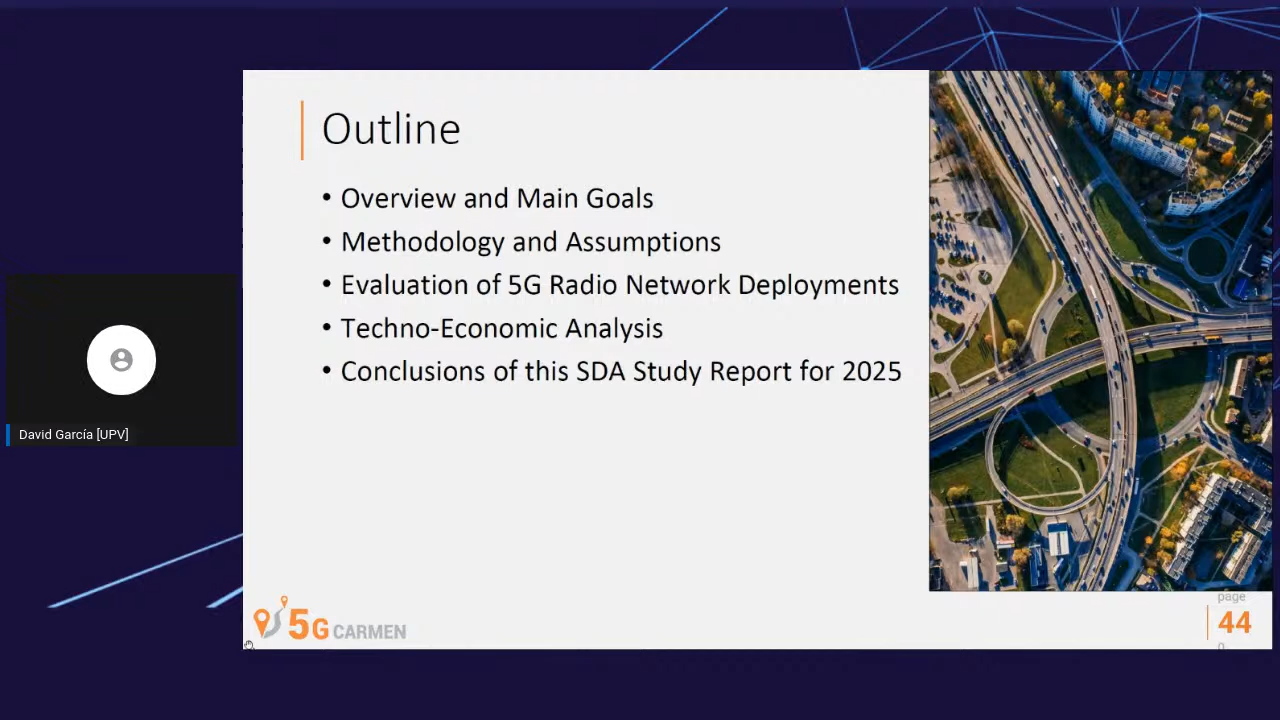 Outline
• Overview and Main Goals
• Methodology and Assumptions
• Evaluation of 5G Radio Network Deployments
• Techno-Economic Analysis
• Conclusions of this SDA Study Report for 2025
David García [UPV]
5G CARMEN
page
44